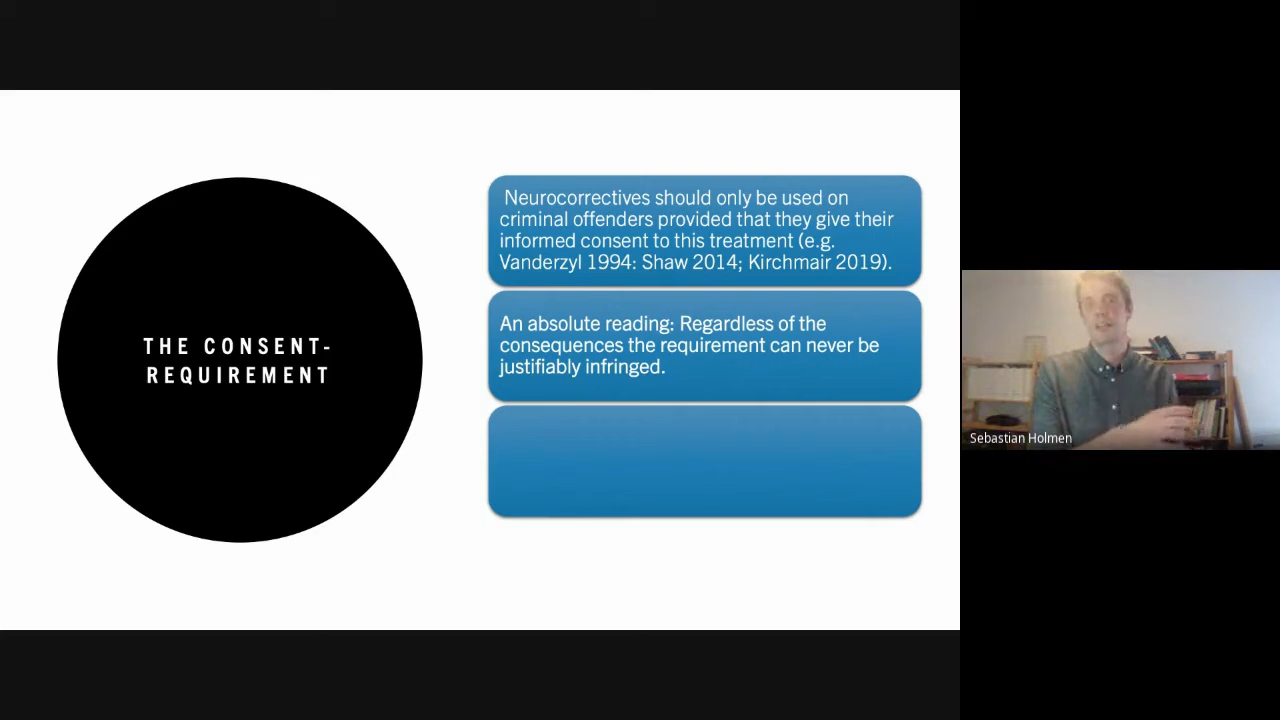 THE CONSENT-
REQUIREMENT
Neurocorrectives should only be used on
criminal offenders provided that they give their
informed consent to this treatment (e.g.
Vanderzyl 1994: Shaw 2014; Kirchmair 2019).
An absolute reading: Regardless of the
consequences the requirement can never be
justifiably infringed.
Sebastian Holmen